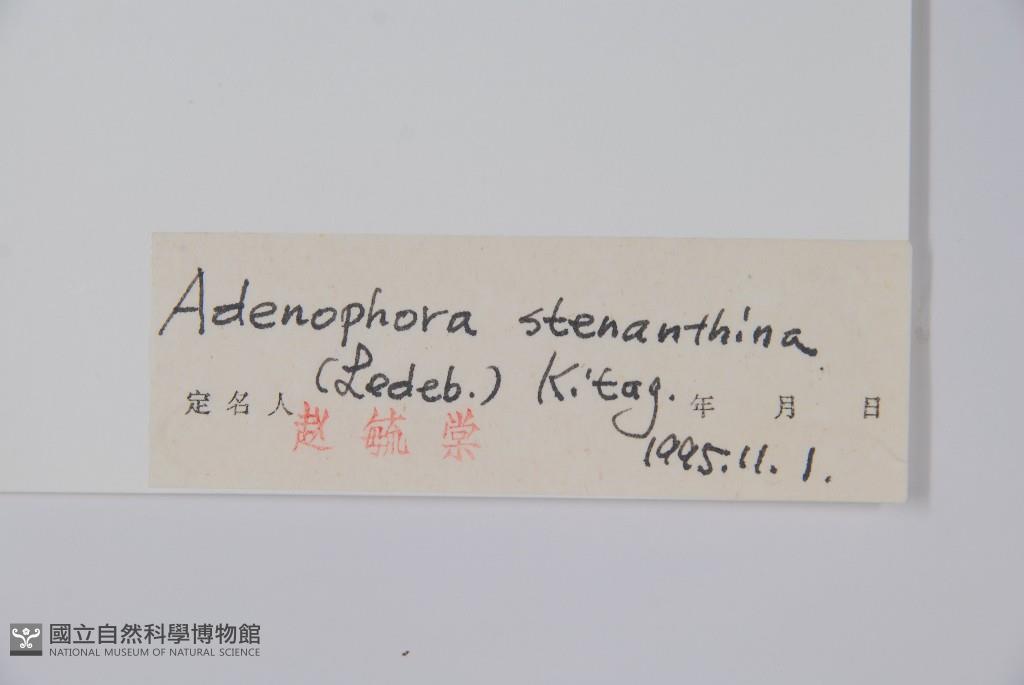 Adenophora stenanthina
(Ledeb.) Kitag.
定名人 赵毓棠 年 月 日
1995.11.1.
國立自然科學博物館
NATIONAL MUSEUM OF NATURAL SCIENCE